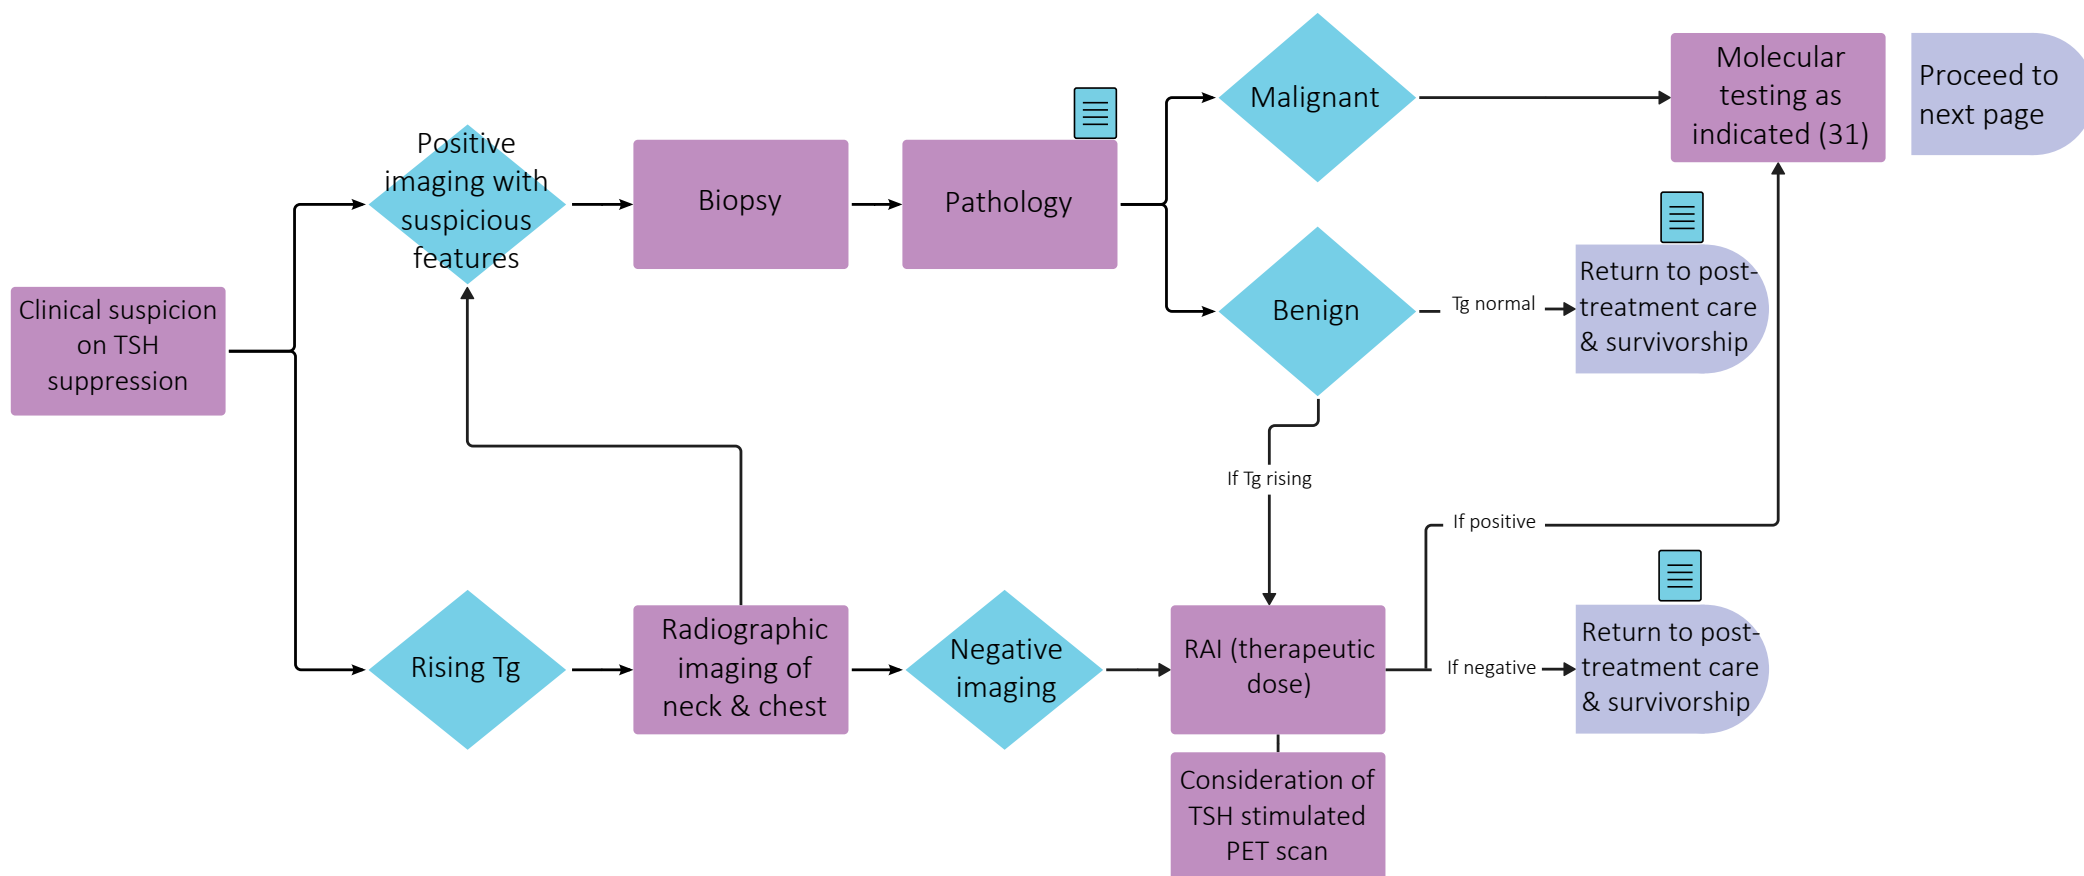 Clinical suspicion
on TSH
suppression
Positive
imaging with
suspicious
features
Biopsy
Pathology
Malignant
Molecular
testing as
indicated (31)
Proceed to
next page
Benign
Tg normal
Return to post-
treatment care
& survivorship
If Tg rising
If positive
Rising Tg
Radiographic
imaging of
neck & chest
Negative
imaging
RAI (therapeutic
dose)
If negative
Return to post-
treatment care
& survivorship
Consideration of
TSH stimulated
PET scan